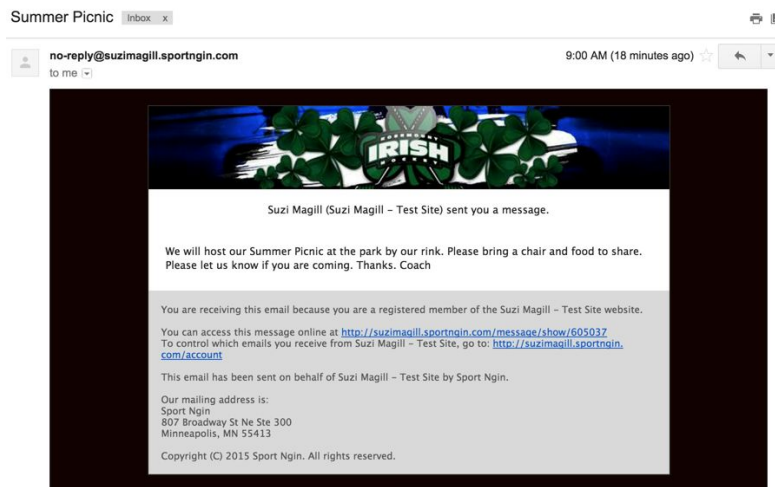 Summer Picnic Inbox x
no-reply@suzimagill.sportngin.com 9:00 AM (18 minutes ago)
to me
ROSEMOUNT
IRISH
HOCKEY
Suzi Magill (Suzi Magill – Test Site) sent you a message.
We will host our Summer Picnic at the park by our rink. Please bring a chair and food to share.
Please let us know if you are coming. Thanks. Coach
You are receiving this email because you are a registered member of the Suzi Magill – Test Site website.
You can access this message online at http://suzimagill.sportngin.com/message/show/605037
To control which emails you receive from Suzi Magill – Test Site, go to: http://suzimagill.sportngin.
com/account
This email has been sent on behalf of Suzi Magill – Test Site by Sport Ngin.
Our mailing address is:
Sport Ngin
807 Broadway St Ne Ste 300
Minneapolis, MN 55413
Copyright (C) 2015 Sport Ngin. All rights reserved.